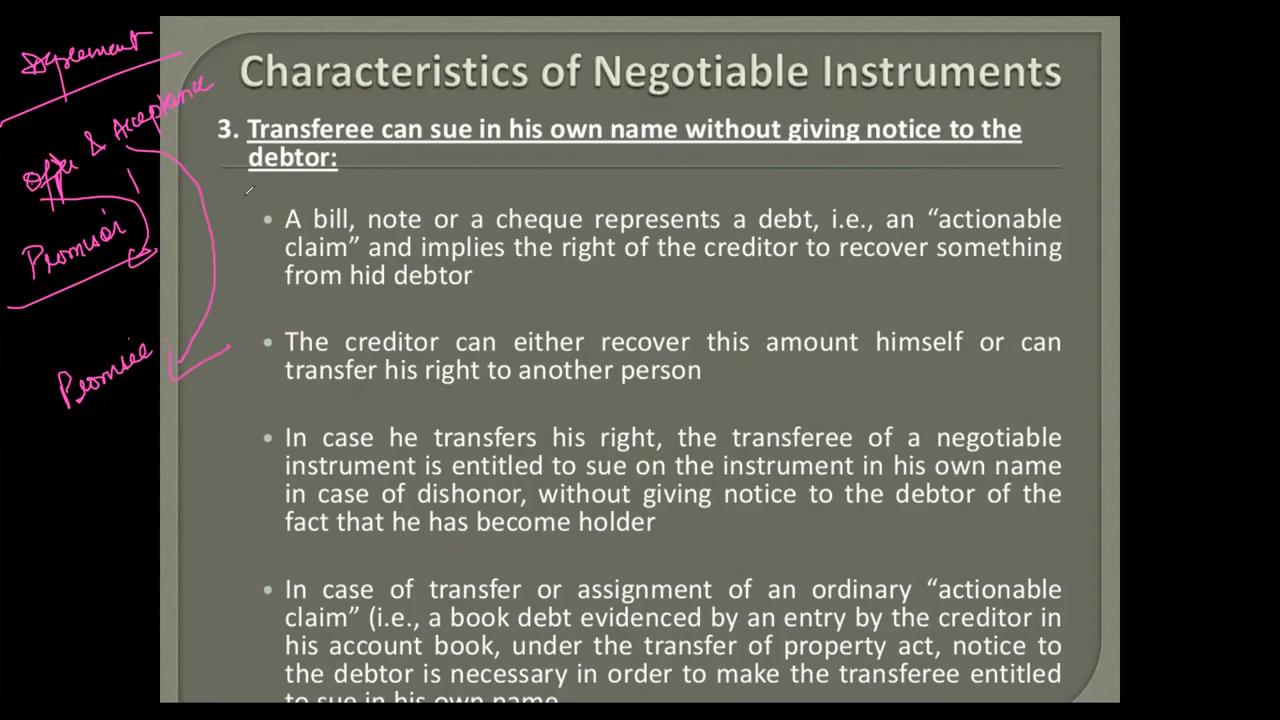 Agreement
Offer & Acceptance
Promisor
Promisee
Characteristics of Negotiable Instruments
3. Transferee can sue in his own name without giving notice to the
debtor:
• A bill, note or a cheque represents a debt, i.e., an “actionable
claim” and implies the right of the creditor to recover something
from hid debtor
• The creditor can either recover this amount himself or can
transfer his right to another person
• In case he transfers his right, the transferee of a negotiable
instrument is entitled to sue on the instrument in his own name
in case of dishonor, without giving notice to the debtor of the
fact that he has become holder
• In case of transfer or assignment of an ordinary “actionable
claim” (i.e., a book debt evidenced by an entry by the creditor in
his account book, under the transfer of property act, notice to
the debtor is necessary in order to make the transferee entitled
to sue in his own name